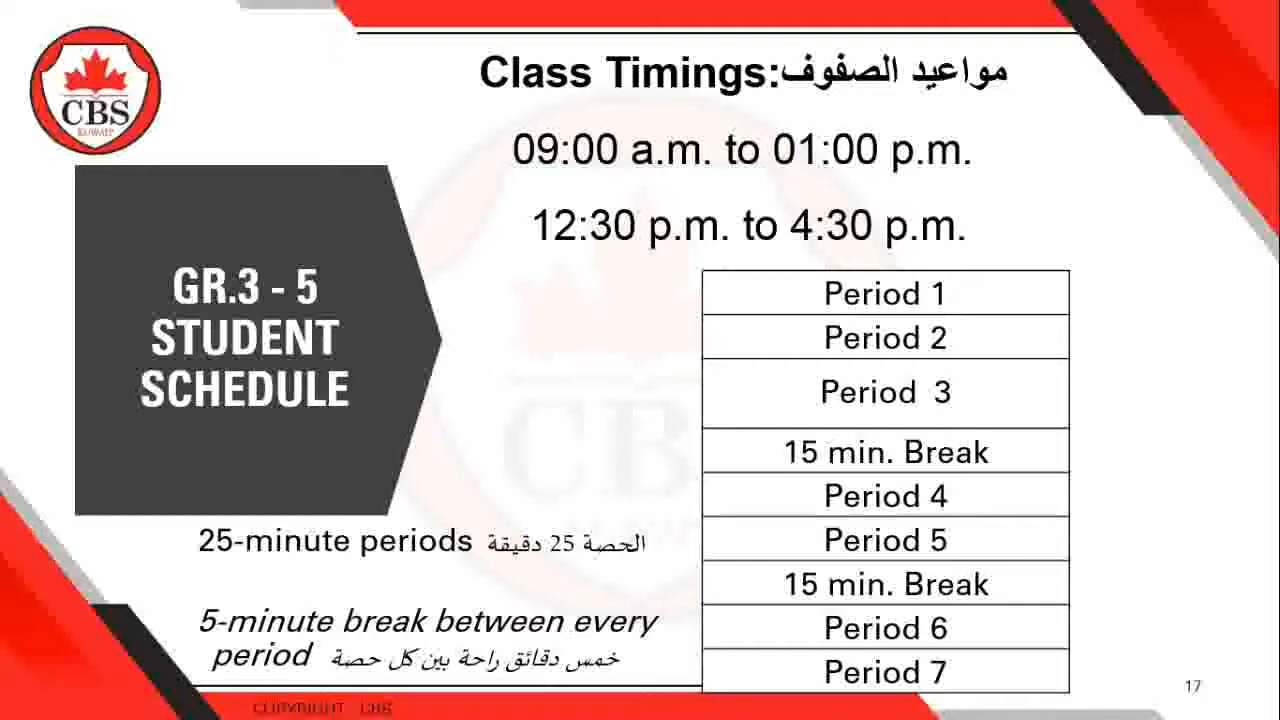 CBS
KUWAIT
Class Timings:مواعيد الصفوف
09:00 a.m. to 01:00 p.m.
12:30 p.m. to 4:30 p.m.
GR.3 - 5
STUDENT
SCHEDULE
Period 1
Period 2
Period 3
15 min. Break
Period 4
Period 5
15 min. Break
Period 6
Period 7
25-minute periods الحصة 25 دقيقة
5-minute break between every
period خمس دقائق راحة بين كل حصة
17
COPYRIGHT - CBS